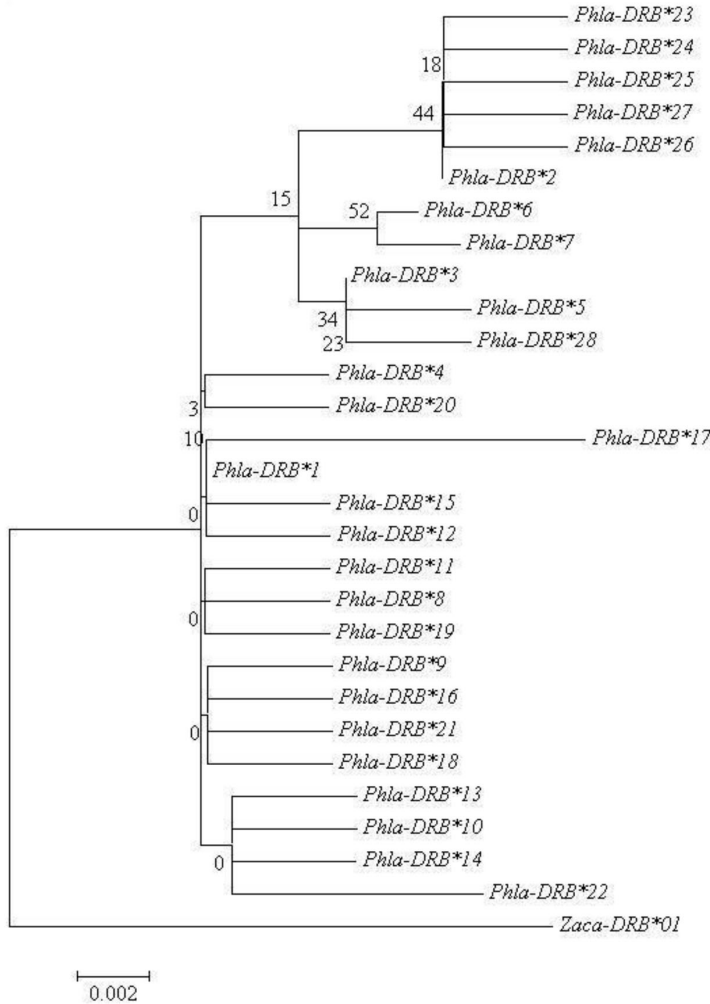 Phla-DRB*23
Phla-DRB*24
18
Phla-DRB*25
44
Phla-DRB*27
Phla-DRB*26
Phla-DRB*2
15
52
Phla-DRB*6
Phla-DRB*7
Phla-DRB*3
Phla-DRB*5
34
23
Phla-DRB*28
Phla-DRB*4
3
Phla-DRB*20
10
Phla-DRB*17
Phla-DRB*1
Phla-DRB*15
0
Phla-DRB*12
Phla-DRB*11
Phla-DRB*8
0
Phla-DRB*19
Phla-DRB*9
Phla-DRB*16
0
Phla-DRB*21
Phla-DRB*18
Phla-DRB*13
Phla-DRB*10
0
Phla-DRB*14
Phla-DRB*22
Zaca-DRB*01
0.002